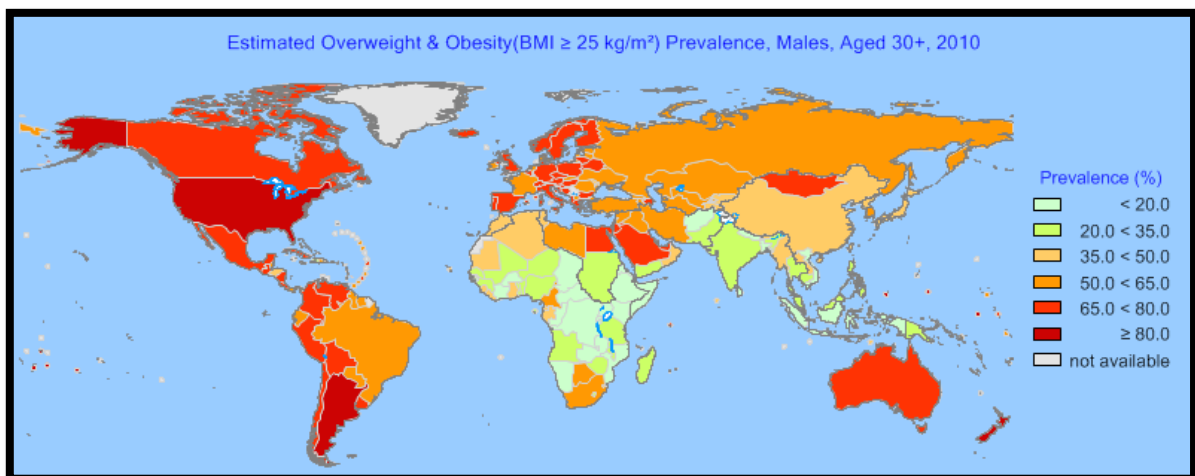 Estimated Overweight & Obesity(BMI ≥ 25 kg/m²) Prevalence, Males, Aged 30+, 2010
Prevalence (%)
< 20.0
20.0 < 35.0
35.0 < 50.0
50.0 < 65.0
65.0 < 80.0
≥ 80.0
not available